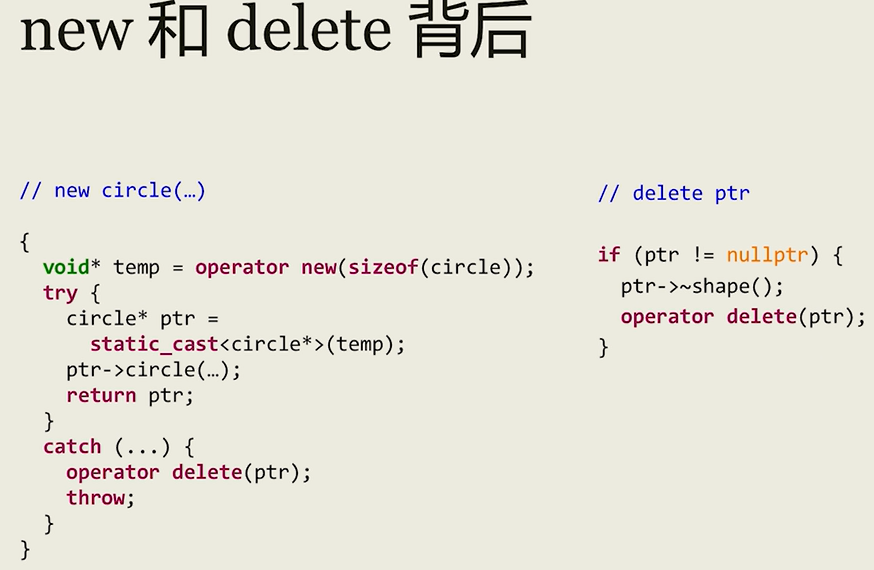 new 和 delete 背后
// new circle(…)
{
  void* temp = operator new(sizeof(circle));
  try {
    circle* ptr =
      static_cast<circle*>(temp);
    ptr->circle(…);
    return ptr;
  }
  catch (...) {
    operator delete(ptr);
    throw;
  }
}
// delete ptr
if (ptr != nullptr) {
  ptr->~shape();
  operator delete(ptr);
}